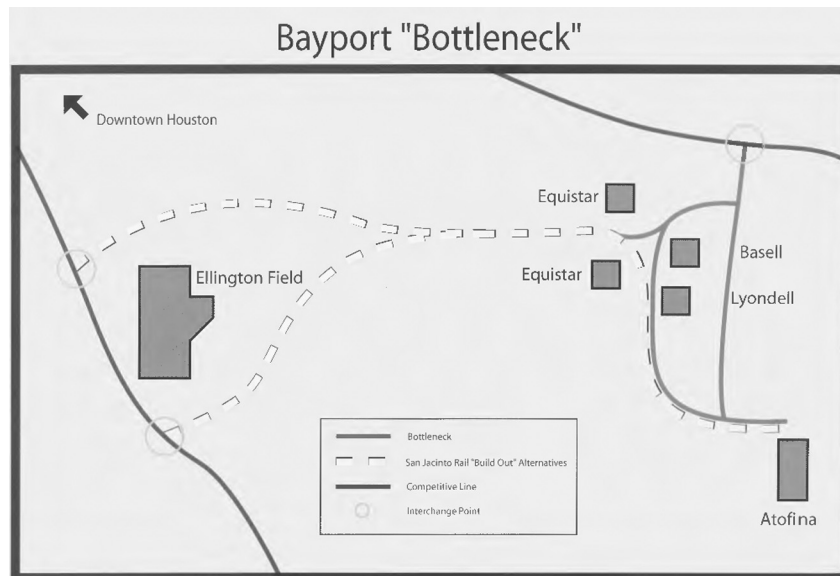 Bayport "Bottleneck"
Downtown Houston
Equistar
Basell
Equistar
Ellington Field
Lyondell
Bottleneck
San Jacinto Rail "Build Out" Alternatives
Competitive Line
Interchange Point
Atofina